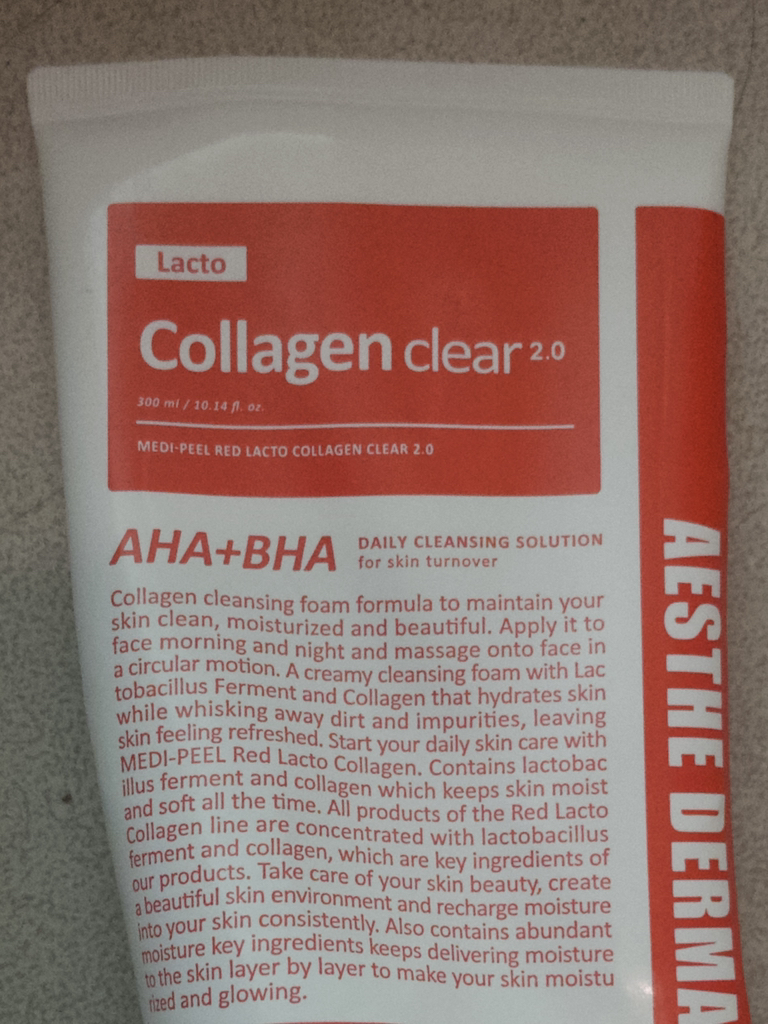 Lacto
Collagen clear 2.0
300 ml / 10.14 fl. oz.
MEDI-PEEL RED LACTO COLLAGEN CLEAR 2.0
AHA+BHA
DAILY CLEANSING SOLUTION
for skin turnover
Collagen cleansing foam formula to maintain your
skin clean, moisturized and beautiful. Apply it to
face morning and night and massage onto face in
a circular motion. A creamy cleansing foam with Lac
tobacillus Ferment and Collagen that hydrates skin
while whisking away dirt and impurities, leaving
skin feeling refreshed. Start your daily skin care with
MEDI-PEEL Red Lacto Collagen. Contains lactobac
illus ferment and collagen which keeps skin moist
and soft all the time. All products of the Red Lacto
Collagen line are concentrated with lactobacillus
ferment and collagen, which are key ingredients of
our products. Take care of your skin beauty, create
a beautiful skin environment and recharge moisture
into your skin consistently. Also contains abundant
moisture key ingredients keeps delivering moisture
to the skin layer by layer to make your skin moistu
rized and glowing.
AESTHE DERMA